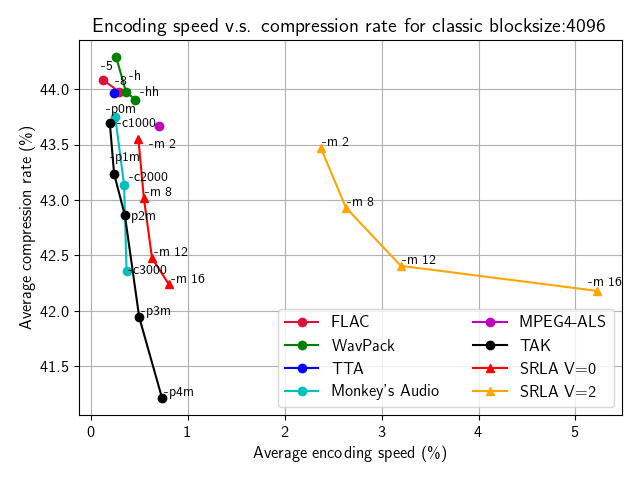 Encoding speed v.s. compression rate for classic blocksize:4096
Average compression rate (%)
44.0
43.5
43.0
42.5
42.0
41.5
-5
-8
-h
-hh
-p0m
-c1000
-m 2
-p1m
-c2000
-m 8
-p2m
-m 12
-c3000
-m 16
-p3m
-p4m
-m 2
-m 8
-m 12
-m 16
FLAC
WavPack
TTA
Monkey's Audio
MPEG4-ALS
TAK
SRLA V=0
SRLA V=2
0 1 2 3 4 5
Average encoding speed (%)